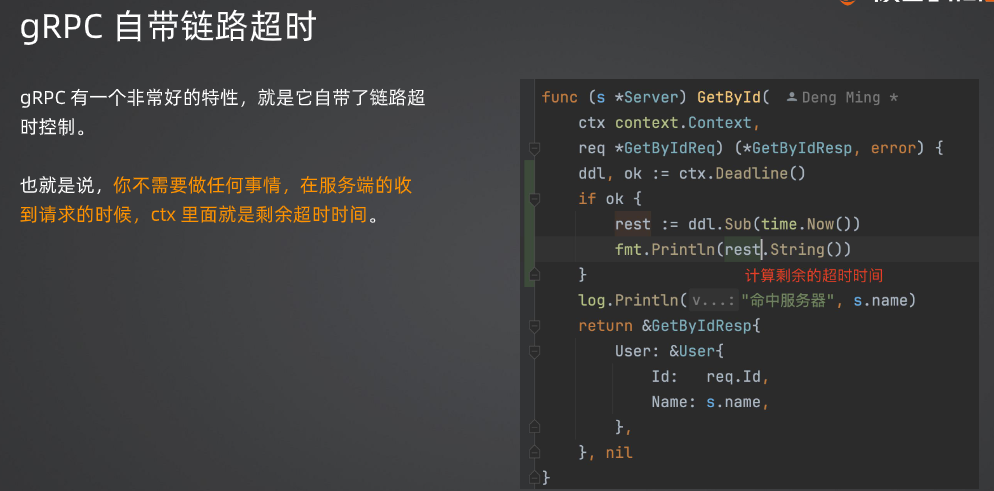 gRPC 自带链路超时
gRPC 有一个非常好的特性，就是它自带了链路超
时控制。
也就是说，你不需要做任何事情，在服务端的收
到请求的时候，ctx 里面就是剩余超时时间。
func (s *Server) GetById( Deng Ming *
ctx context.Context,
req *GetByIdReq) (*GetByIdResp, error) {
ddl, ok := ctx.Deadline()
if ok {
rest := ddl.Sub(time.Now())
fmt.Println(rest.String())
}
计算剩余的超时时间
log.Println( v...: "命中服务器", s.name)
return &GetByIdResp{
User: &User{
Id: req.Id,
Name: s.name,
},
}, nil
}